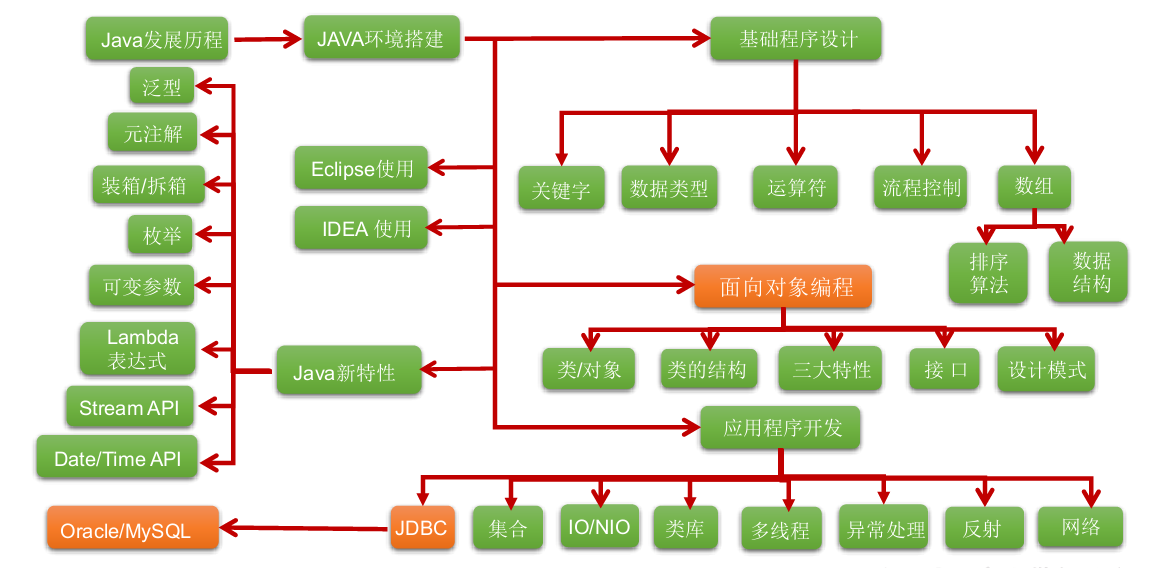 Java发展历程
JAVA环境搭建
基础程序设计
泛型
元注解
装箱/拆箱
枚举
可变参数
Lambda
表达式
Stream API
Date/Time API
Java新特性
Eclipse使用
IDEA 使用
关键字
数据类型
运算符
流程控制
数组
排序
算法
数据
结构
面向对象编程
类/对象
类的结构
三大特性
接 口
设计模式
应用程序开发
Oracle/MySQL
JDBC
集合
IO/NIO
类库
多线程
异常处理
反射
网络